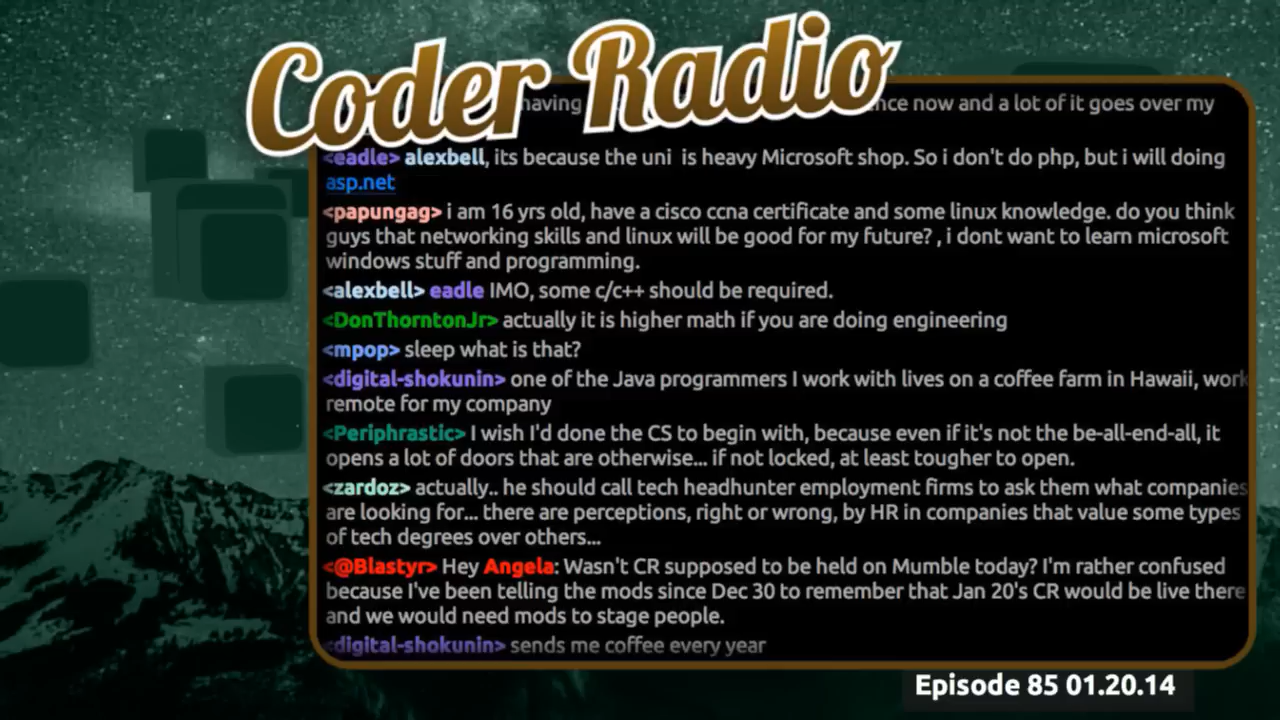 Coder Radio
having nce now and a lot of it goes over my
<eadle> alexbell, its because the uni is heavy Microsoft shop. So i don't do php, but i will doing
asp.net
<papungag> i am 16 yrs old, have a cisco ccna certificate and some linux knowledge. do you think
guys that networking skills and linux will be good for my future? , i dont want to learn microsoft
windows stuff and programming.
<alexbell> eadle IMO, some c/c++ should be required.
<DonThorntonJr> actually it is higher math if you are doing engineering
<mpop> sleep what is that?
<digital-shokunin> one of the Java programmers I work with lives on a coffee farm in Hawaii, work
remote for my company
<Periphrastic> I wish I'd done the CS to begin with, because even if it's not the be-all-end-all, it
opens a lot of doors that are otherwise... if not locked, at least tougher to open.
<zardoz> actually.. he should call tech headhunter employment firms to ask them what companies
are looking for... there are perceptions, right or wrong, by HR in companies that value some types
of tech degrees over others...
<@Blastyr> Hey Angela: Wasn't CR supposed to be held on Mumble today? I'm rather confused
because I've been telling the mods since Dec 30 to remember that Jan 20's CR would be live there
and we would need mods to stage people.
<digital-shokunin> sends me coffee every year
Episode 85 01.20.14